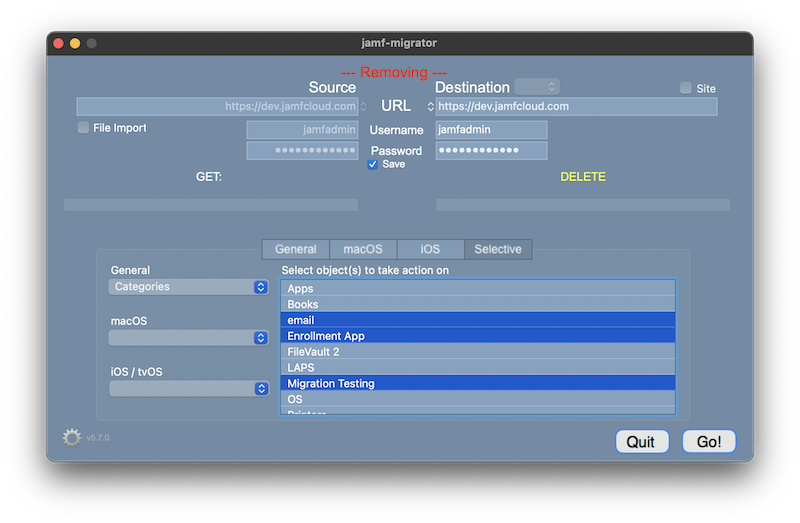 jamf-migrator
--- Removing ---
Source
Destination
Site
https://dev.jamfcloud.com
URL
https://dev.jamfcloud.com
File Import
jamfadmin
Username
jamfadmin
●●●●●●●●●●●●
Password
●●●●●●●●●●●●
Save
GET:
DELETE
General
macOS
iOS
Selective
General
Select object(s) to take action on
Categories
macOS
iOS / tvOS
Apps
Books
email
Enrollment App
FileVault 2
LAPS
Migration Testing
OS
Printers
v5.7.0
Quit
Go!